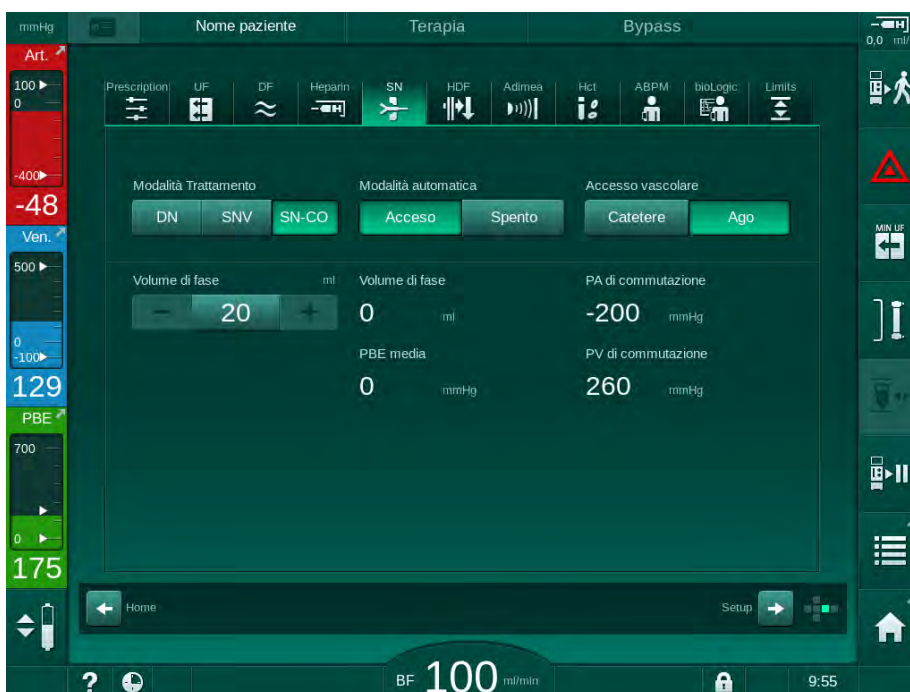 mmHg Nome paziente Terapia Bypass
0,0 ml/
Art.
100
0
-400
-48
Ven.
500
0
-100
129
PBE
700
0
175
Prescription UF DF Heparin SN HDF Adimea Hct ABPM bioLogic Limits
Modalità Trattamento Modalità automatica Accesso vascolare
DN SNV SN-CO Acceso Spento Catetere Ago
Volume di fase ml Volume di fase PA di commutazione
- 20 + 0 ml -200 mmHg
PBE media PV di commutazione
0 mmHg 260 mmHg
MIN UF
Home Setup
? BF 100 ml/min 9:55